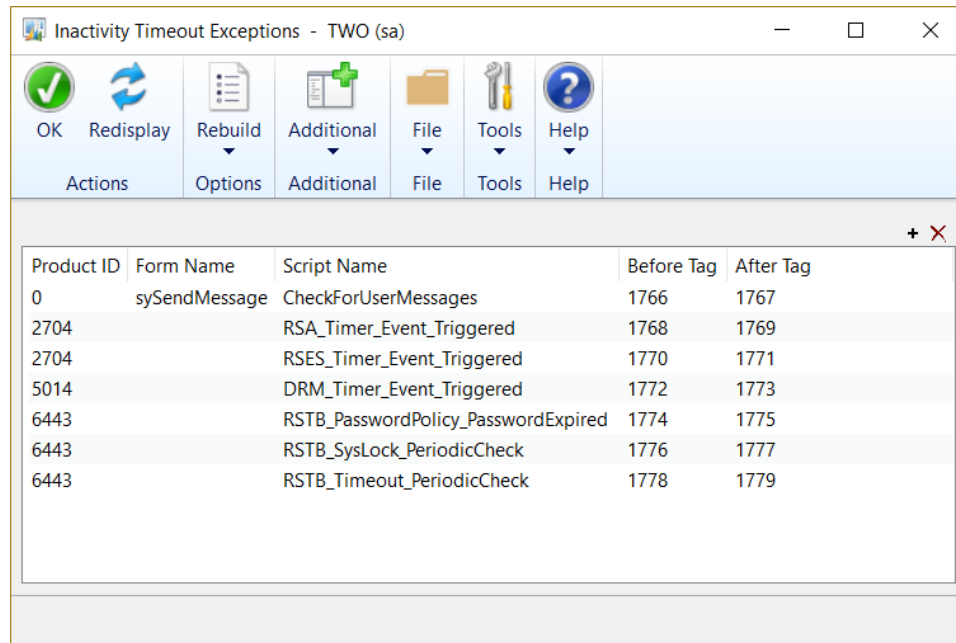 Inactivity Timeout Exceptions - TWO (sa)
OK Redisplay Rebuild Additional File Tools Help
Actions Options Additional File Tools Help
Product ID Form Name Script Name Before Tag After Tag
0 sySendMessage CheckForUserMessages 1766 1767
2704 RSA_Timer_Event_Triggered 1768 1769
2704 RSES_Timer_Event_Triggered 1770 1771
5014 DRM_Timer_Event_Triggered 1772 1773
6443 RSTB_PasswordPolicy_PasswordExpired 1774 1775
6443 RSTB_SysLock_PeriodicCheck 1776 1777
6443 RSTB_Timeout_PeriodicCheck 1778 1779